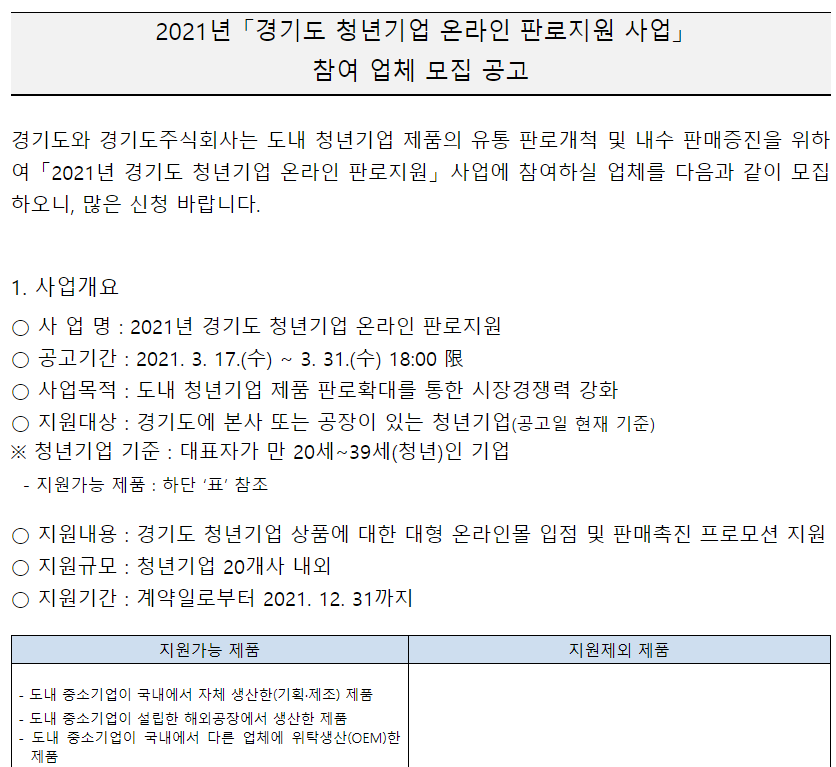 2021년「경기도 청년기업 온라인 판로지원 사업」
참여 업체 모집 공고
경기도와 경기도주식회사는 도내 청년기업 제품의 유통 판로개척 및 내수 판매증진을 위하
여「2021년 경기도 청년기업 온라인 판로지원」사업에 참여하실 업체를 다음과 같이 모집
하오니, 많은 신청 바랍니다.
1. 사업개요
○ 사 업 명 : 2021년 경기도 청년기업 온라인 판로지원
○ 공고기간 : 2021. 3. 17.(수) ~ 3. 31.(수) 18:00 限
○ 사업목적 : 도내 청년기업 제품 판로확대를 통한 시장경쟁력 강화
○ 지원대상 : 경기도에 본사 또는 공장이 있는 청년기업(공고일 현재 기준)
※ 청년기업 기준 : 대표자가 만 20세~39세(청년)인 기업
- 지원가능 제품 : 하단 ‘표’ 참조
○ 지원내용 : 경기도 청년기업 상품에 대한 대형 온라인몰 입점 및 판매촉진 프로모션 지원
○ 지원규모 : 청년기업 20개사 내외
○ 지원기간 : 계약일로부터 2021. 12. 31까지
지원가능 제품 지원제외 제품
- 도내 중소기업이 국내에서 자체 생산한(기획·제조) 제품
- 도내 중소기업이 설립한 해외공장에서 생산한 제품
- 도내 중소기업이 국내에서 다른 업체에 위탁생산(OEM)한
제품